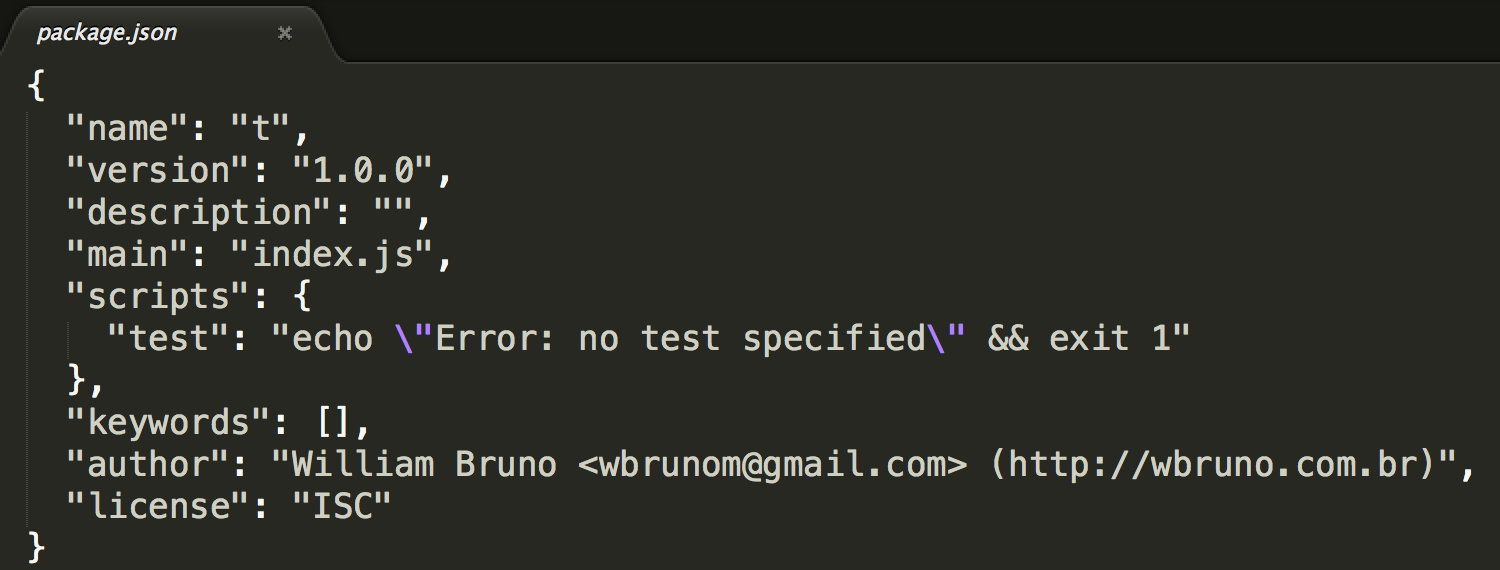 package.json
{
  "name": "t",
  "version": "1.0.0",
  "description": "",
  "main": "index.js",
  "scripts": {
    "test": "echo \"Error: no test specified\" && exit 1"
  },
  "keywords": [],
  "author": "William Bruno <wbrunom@gmail.com> (http://wbruno.com.br)",
  "license": "ISC"
}